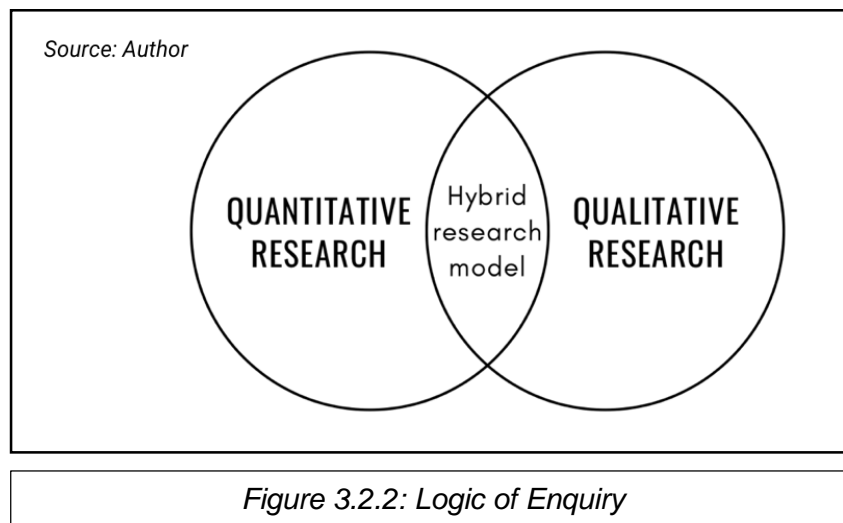 Source: Author
QUANTITATIVE
RESEARCH
Hybrid
research
model
QUALITATIVE
RESEARCH
Figure 3.2.2: Logic of Enquiry